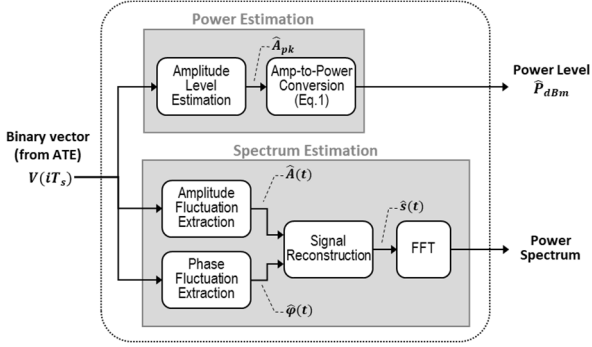 Power Estimation
Â_pk
Amplitude
Level
Estimation
Amp-to-Power
Conversion
(Eq.1)
Power Level
P̂_dBm
Binary vector
(from ATE)
V(iT_s)
Spectrum Estimation
Â(t)
Amplitude
Fluctuation
Extraction
ŝ(t)
Signal
Reconstruction
FFT
Power
Spectrum
Phase
Fluctuation
Extraction
φ̂(t)